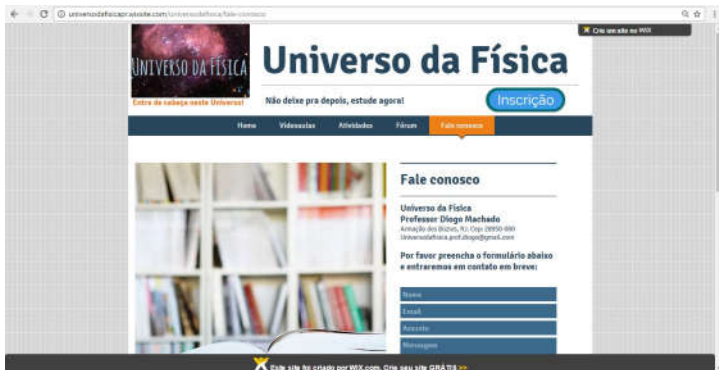 universodafisicapr.wixsite.com/universodafisica/fale-conosco
Crie um site no WIX
UNIVERSO DA FÍSICA
Universo da Física
Entre de cabeça neste Universo!
Não deixe pra depois, estude agora!
Inscrição
Home Videoaulas Atividades Fórum Fale conosco
Fale conosco
Universo da Física
Professor Diogo Machado
Armação dos Búzios, RJ. Cep: 28950-000
Universodafisica.prof.diogo@gmail.com
Por favor preencha o formulário abaixo
e entraremos em contato em breve:
Nome
Email
Assunto
Mensagem
Este site foi criado por WIX.com. Crie seu site GRÁTIS >>